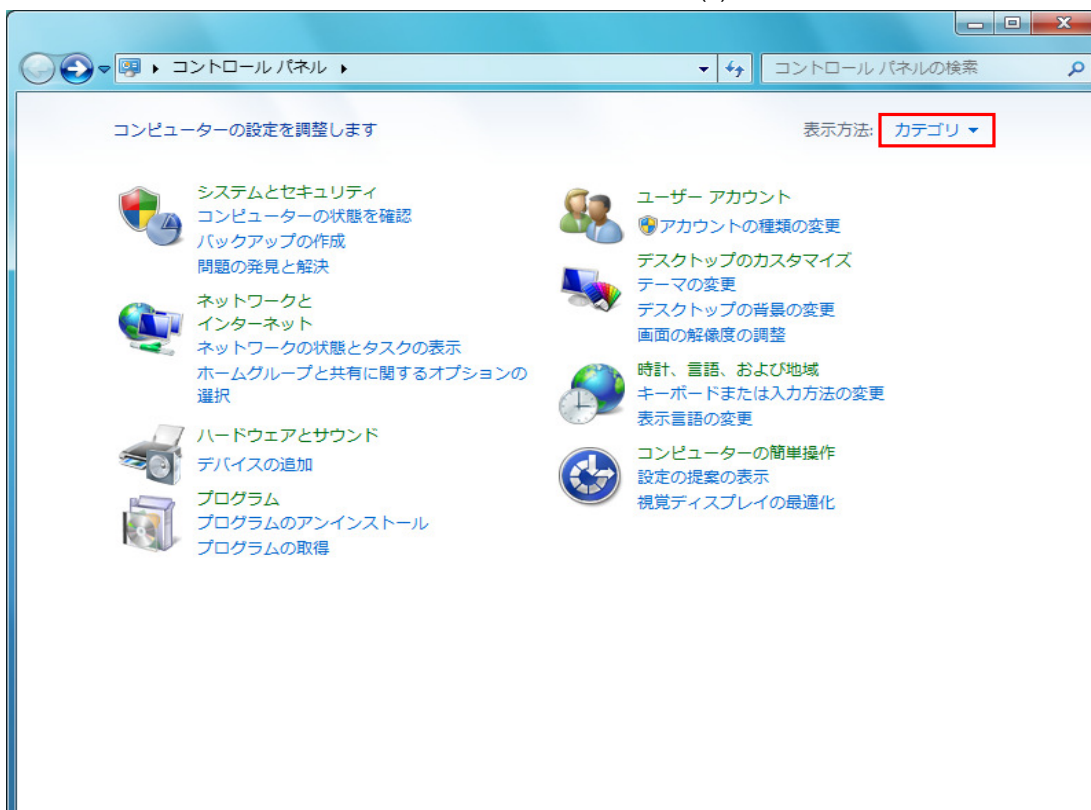 (1)
コントロール パネル
コントロール パネルの検索
コンピューターの設定を調整します
表示方法: カテゴリ
システムとセキュリティ
コンピューターの状態を確認
バックアップの作成
問題の発見と解決
ネットワークと
インターネット
ネットワークの状態とタスクの表示
ホームグループと共有に関するオプションの
選択
ハードウェアとサウンド
デバイスの追加
プログラム
プログラムのアンインストール
プログラムの取得
ユーザー アカウント
アカウントの種類の変更
デスクトップのカスタマイズ
テーマの変更
デスクトップの背景の変更
画面の解像度の調整
時計、言語、および地域
キーボードまたは入力方法の変更
表示言語の変更
コンピューターの簡単操作
設定の提案の表示
視覚ディスプレイの最適化